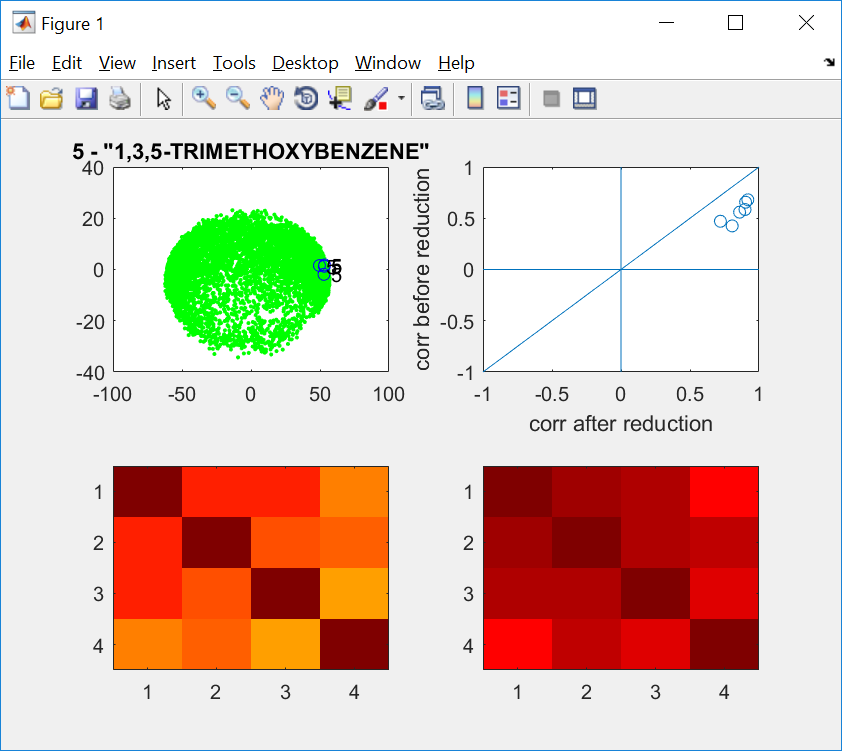 Figure 1
File Edit View Insert Tools Desktop Window Help
5 - "1,3,5-TRIMETHOXYBENZENE"
40
20
0
-20
-40
-100 -50 0 50 100
5
5
corr before reduction
1
0.5
0
-0.5
-1
-1 -0.5 0 0.5 1
corr after reduction
1
2
3
4
1 2 3 4
1
2
3
4
1 2 3 4